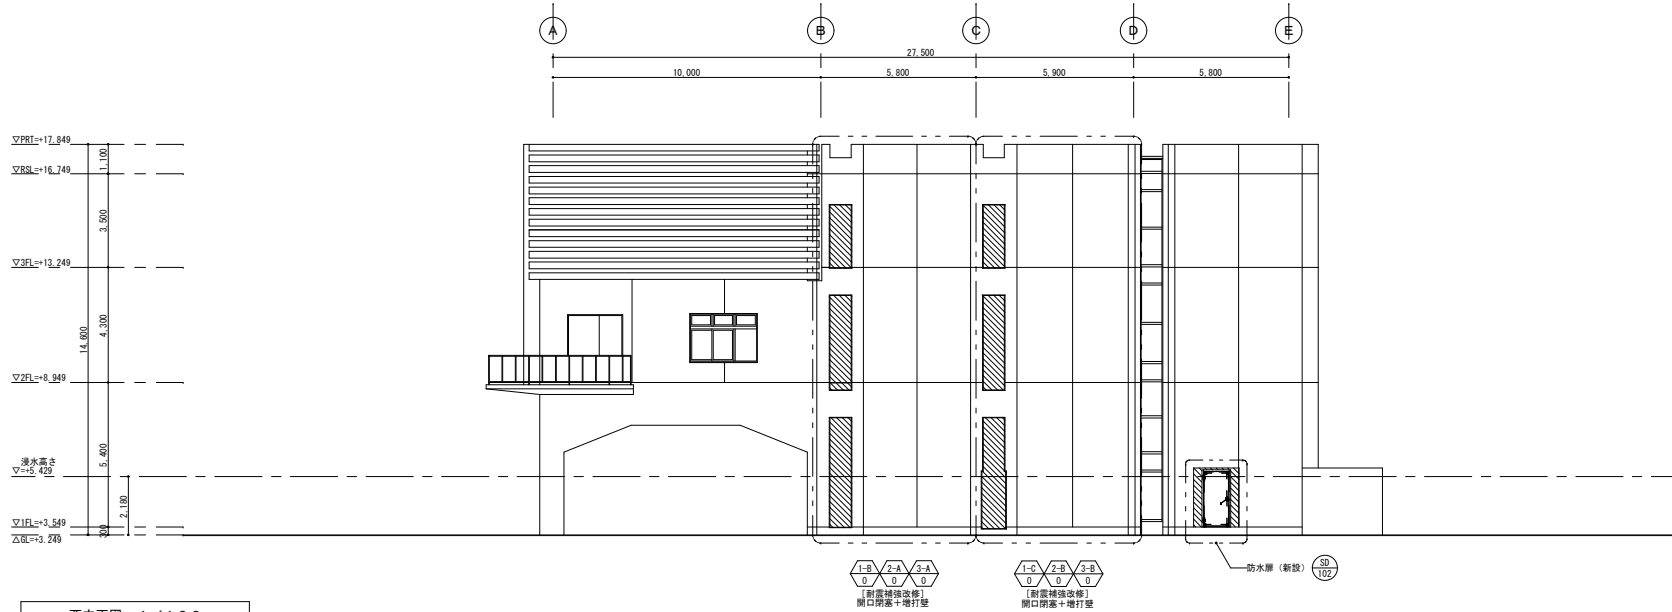 A B C D E
27,500
10,000 5,800 5,900 5,800
▽PRT=+17.849
1,100
▽RSL=+16.749
3,500
▽3FL=+13.249
4,300
14,600
▽2FL=+8.949
5,400
浸水高さ
▽=+5.429
2,180
▽1FL=+3.549
300
△GL=+3.249
1-B 2-A 3-A
0 0 0
[耐震補強改修]
開口閉塞+増打壁
1-C 2-B 3-B
0 0 0
[耐震補強改修]
開口閉塞+増打壁
防水扉（新設）
SD
102